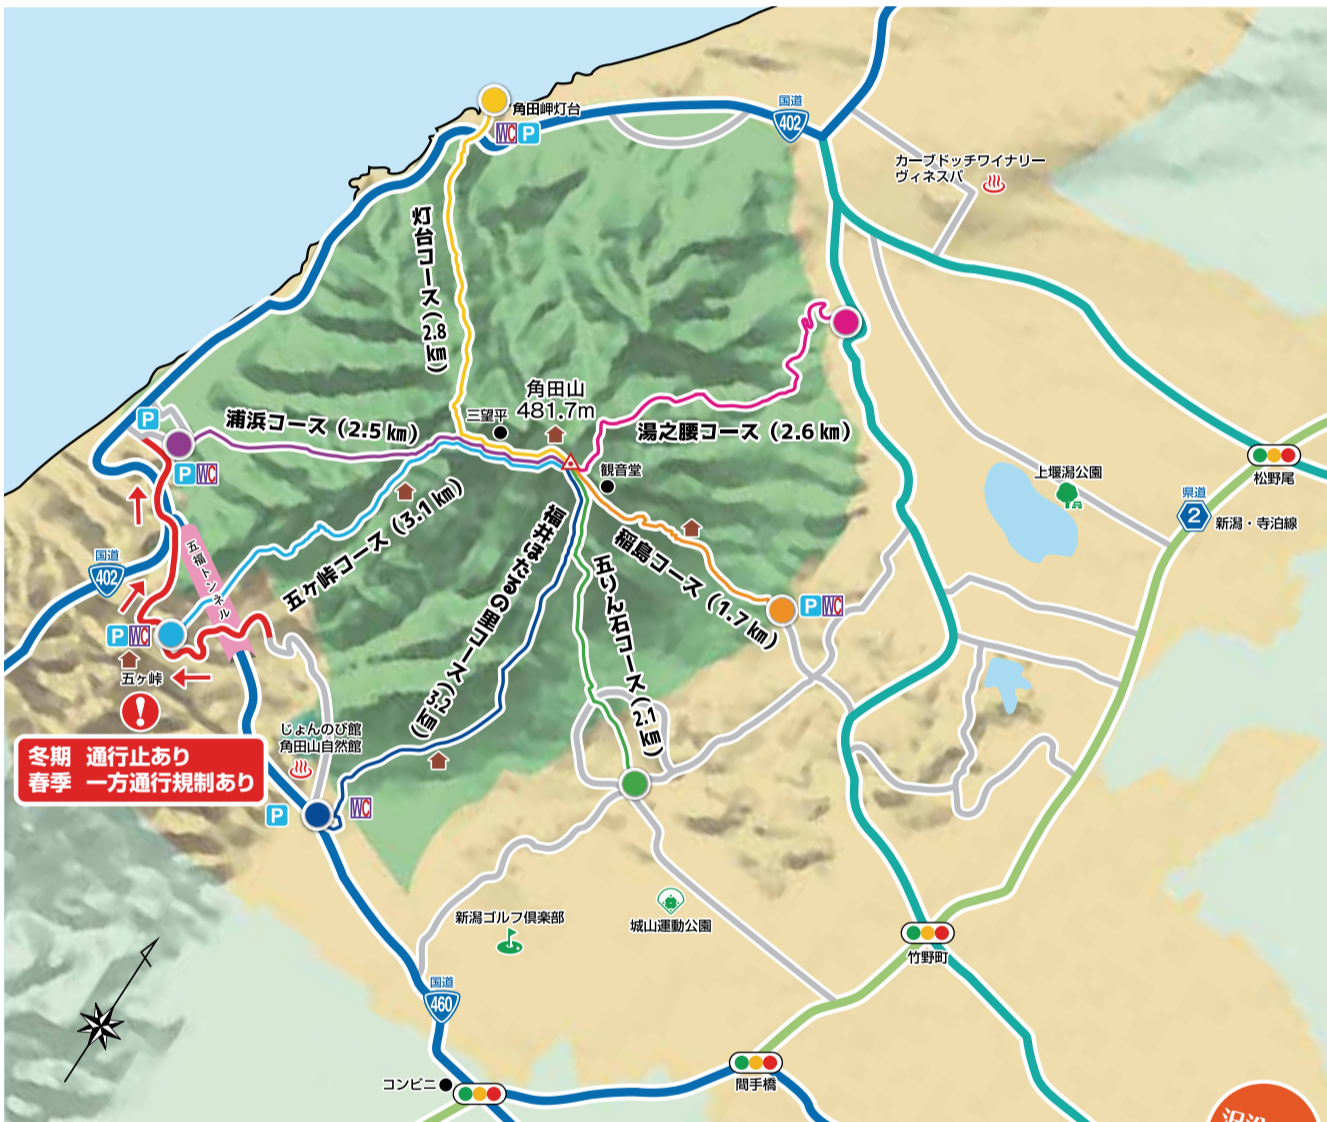 角田岬灯台
WC P
国道
402
カーブドッチワイナリー
ヴィネスパ
灯台コース(2.8km)
角田山
481.7m
三望平
P
浦浜コース(2.5km)
湯之腰コース(2.6km)
観音堂
P WC
上堰潟公園
松野尾
県道
2
新潟・寺泊線
五ケ峠コース(3.1km)
福井ほたるの里コース(3.2km)
五りん石コース(2.1km)
稲島コース(1.7km)
P WC
五福トンネル
国道
402
P WC
五ケ峠
!
冬期 通行止あり
春季 一方通行規制あり
じょんのび館
角田山自然館
P
WC
新潟ゴルフ倶楽部
城山運動公園
竹野町
国道
460
コンビニ
間手橋